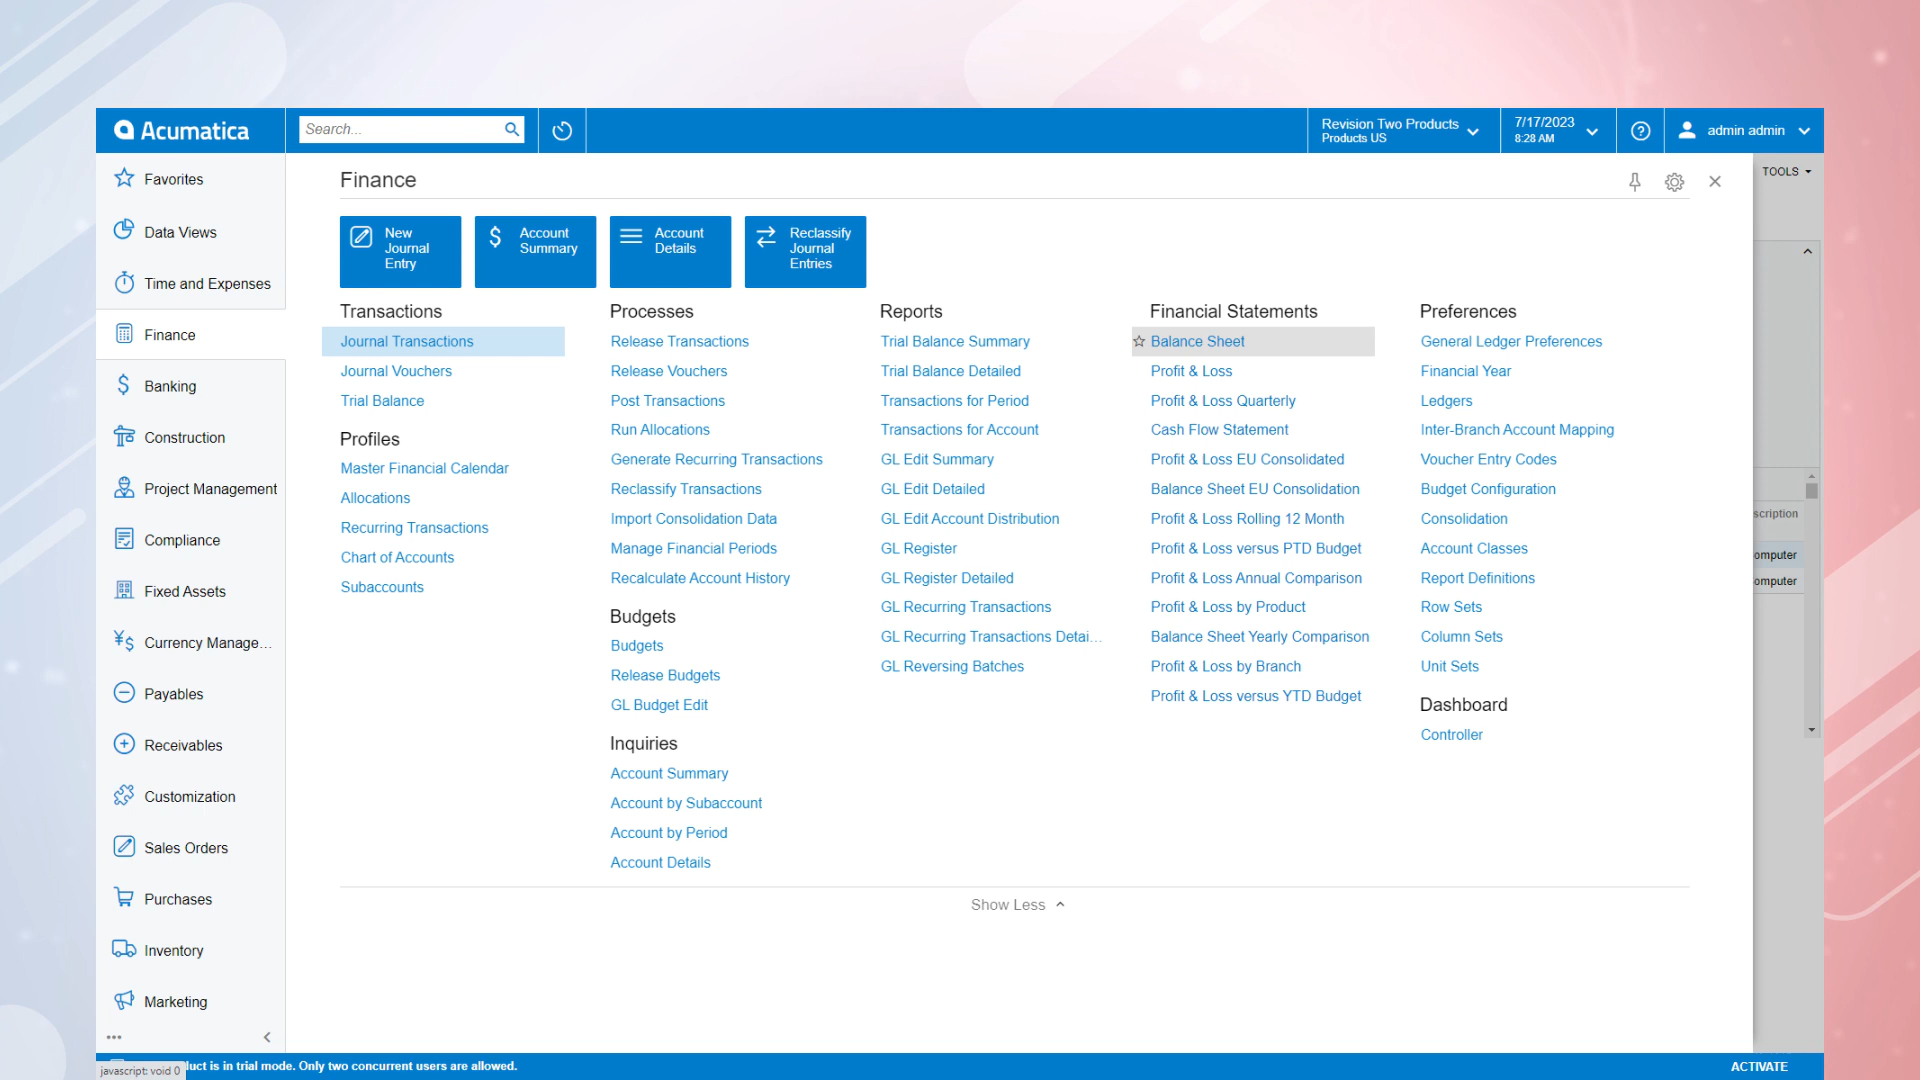 Acumatica
Search...
Revision Two Products
Products US
7/17/2023
8:28 AM
admin admin
Favorites
Data Views
Time and Expenses
Finance
Banking
Construction
Project Management
Compliance
Fixed Assets
Currency Manage...
Payables
Receivables
Customization
Sales Orders
Purchases
Inventory
Marketing
Finance
TOOLS
New
Journal
Entry
Account
Summary
Account
Details
Reclassify
Journal
Entries
Transactions
Journal Transactions
Journal Vouchers
Trial Balance
Profiles
Master Financial Calendar
Allocations
Recurring Transactions
Chart of Accounts
Subaccounts
Processes
Release Transactions
Release Vouchers
Post Transactions
Run Allocations
Generate Recurring Transactions
Reclassify Transactions
Import Consolidation Data
Manage Financial Periods
Recalculate Account History
Budgets
Budgets
Release Budgets
GL Budget Edit
Inquiries
Account Summary
Account by Subaccount
Account by Period
Account Details
Reports
Trial Balance Summary
Trial Balance Detailed
Transactions for Period
Transactions for Account
GL Edit Summary
GL Edit Detailed
GL Edit Account Distribution
GL Register
GL Register Detailed
GL Recurring Transactions
GL Recurring Transactions Detai...
GL Reversing Batches
Financial Statements
Balance Sheet
Profit & Loss
Profit & Loss Quarterly
Cash Flow Statement
Profit & Loss EU Consolidated
Balance Sheet EU Consolidation
Profit & Loss Rolling 12 Month
Profit & Loss versus PTD Budget
Profit & Loss Annual Comparison
Profit & Loss by Product
Balance Sheet Yearly Comparison
Profit & Loss by Branch
Profit & Loss versus YTD Budget
Preferences
General Ledger Preferences
Financial Year
Ledgers
Inter-Branch Account Mapping
Voucher Entry Codes
Budget Configuration
Consolidation
Account Classes
Report Definitions
Row Sets
Column Sets
Unit Sets
Dashboard
Controller
scription
omputer
omputer
Show Less
javascript: void 0
uct is in trial mode. Only two concurrent users are allowed.
ACTIVATE